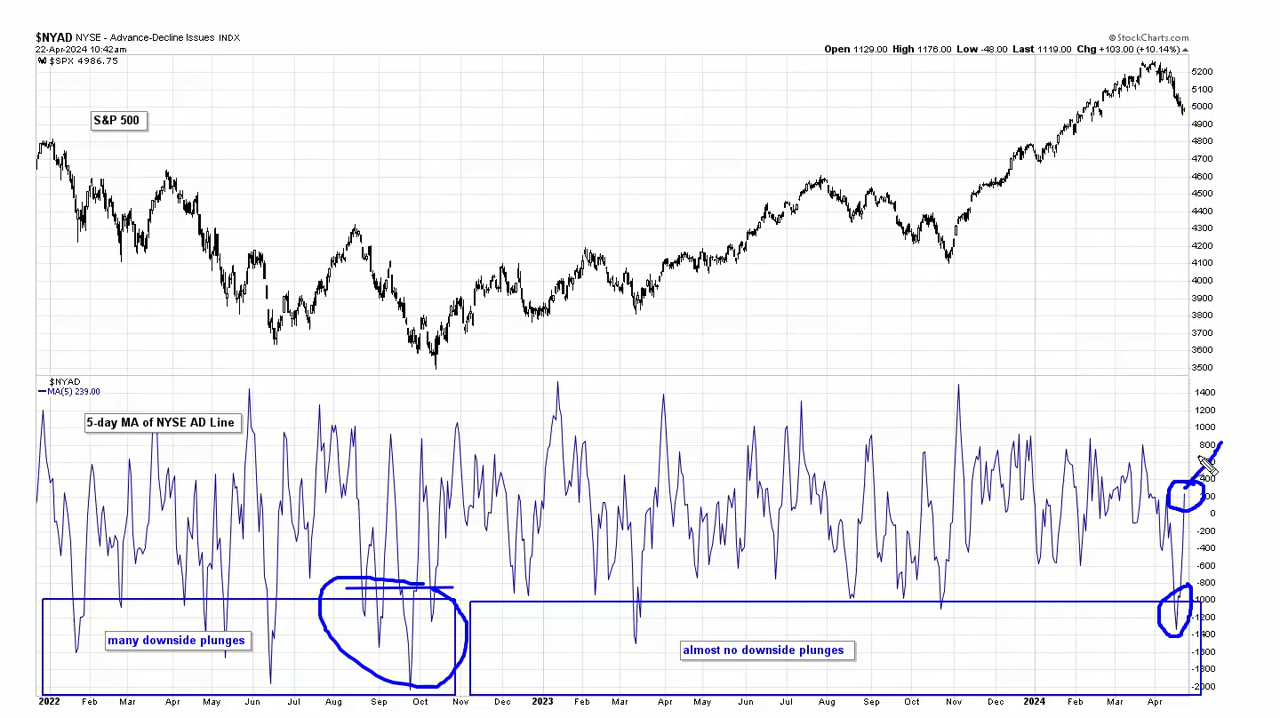 $NYAD NYSE - Advance-Decline Issues INDX
© StockCharts.com
22-Apr-2024 10:42am
Open 1129.00 High 1176.00 Low -48.00 Last 1119.00 Chg +103.00 (+10.14%)
$SPX 4986.75
5200
5100
5000
4900
4800
4700
4600
4500
4400
4300
4200
4100
4000
3900
3800
3700
3600
3500
S&P 500
$NYAD
MA(5) 239.00
5-day MA of NYSE AD Line
1400
1200
1000
800
400
200
0
-200
-400
-600
-800
-1000
-1200
-1400
-1600
-1800
-2000
many downside plunges
almost no downside plunges
2022 Feb Mar Apr May Jun Jul Aug Sep Oct Nov 2023 Feb Mar Apr May Jun Jul Aug Sep Oct Nov 2024 Feb Mar Apr